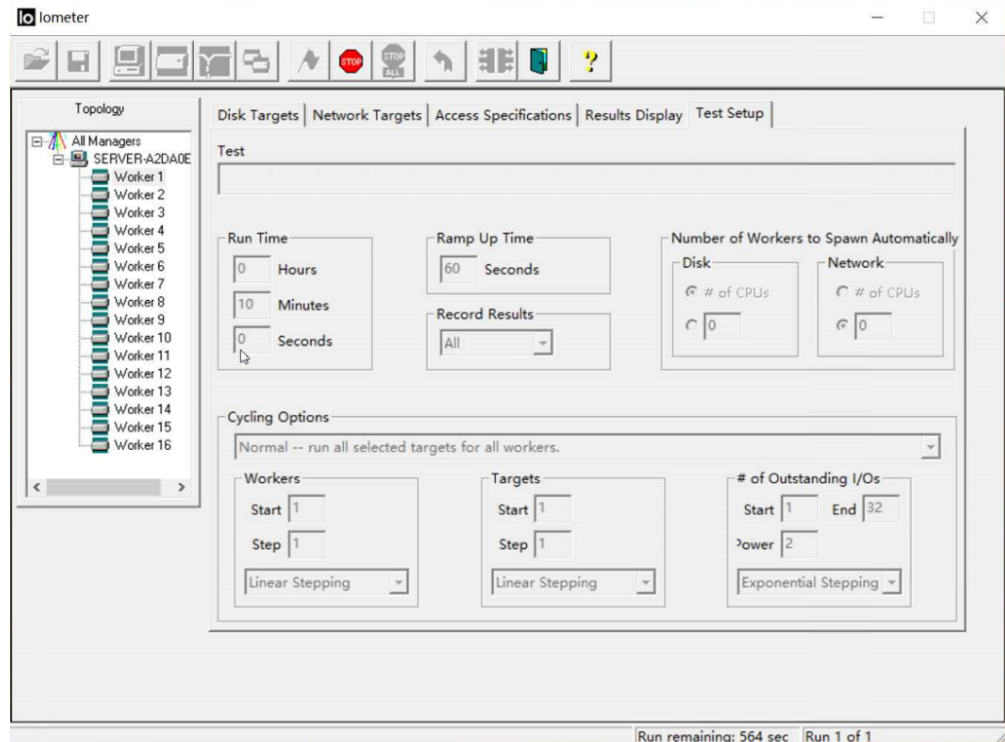 Iometer
STOP
STOP
ALL
Topology
All Managers
SERVER-A2DA0E
Worker 1
Worker 2
Worker 3
Worker 4
Worker 5
Worker 6
Worker 7
Worker 8
Worker 9
Worker 10
Worker 11
Worker 12
Worker 13
Worker 14
Worker 15
Worker 16
Disk Targets Network Targets Access Specifications Results Display Test Setup
Test
Run Time
0 Hours
10 Minutes
0 Seconds
Ramp Up Time
60 Seconds
Record Results
All
Number of Workers to Spawn Automatically
Disk
# of CPUs
0
Network
# of CPUs
0
Cycling Options
Normal -- run all selected targets for all workers.
Workers
Start 1
Step 1
Linear Stepping
Targets
Start 1
Step 1
Linear Stepping
# of Outstanding I/Os
Start 1 End 32
Power 2
Exponential Stepping
Run remaining: 564 sec Run 1 of 1